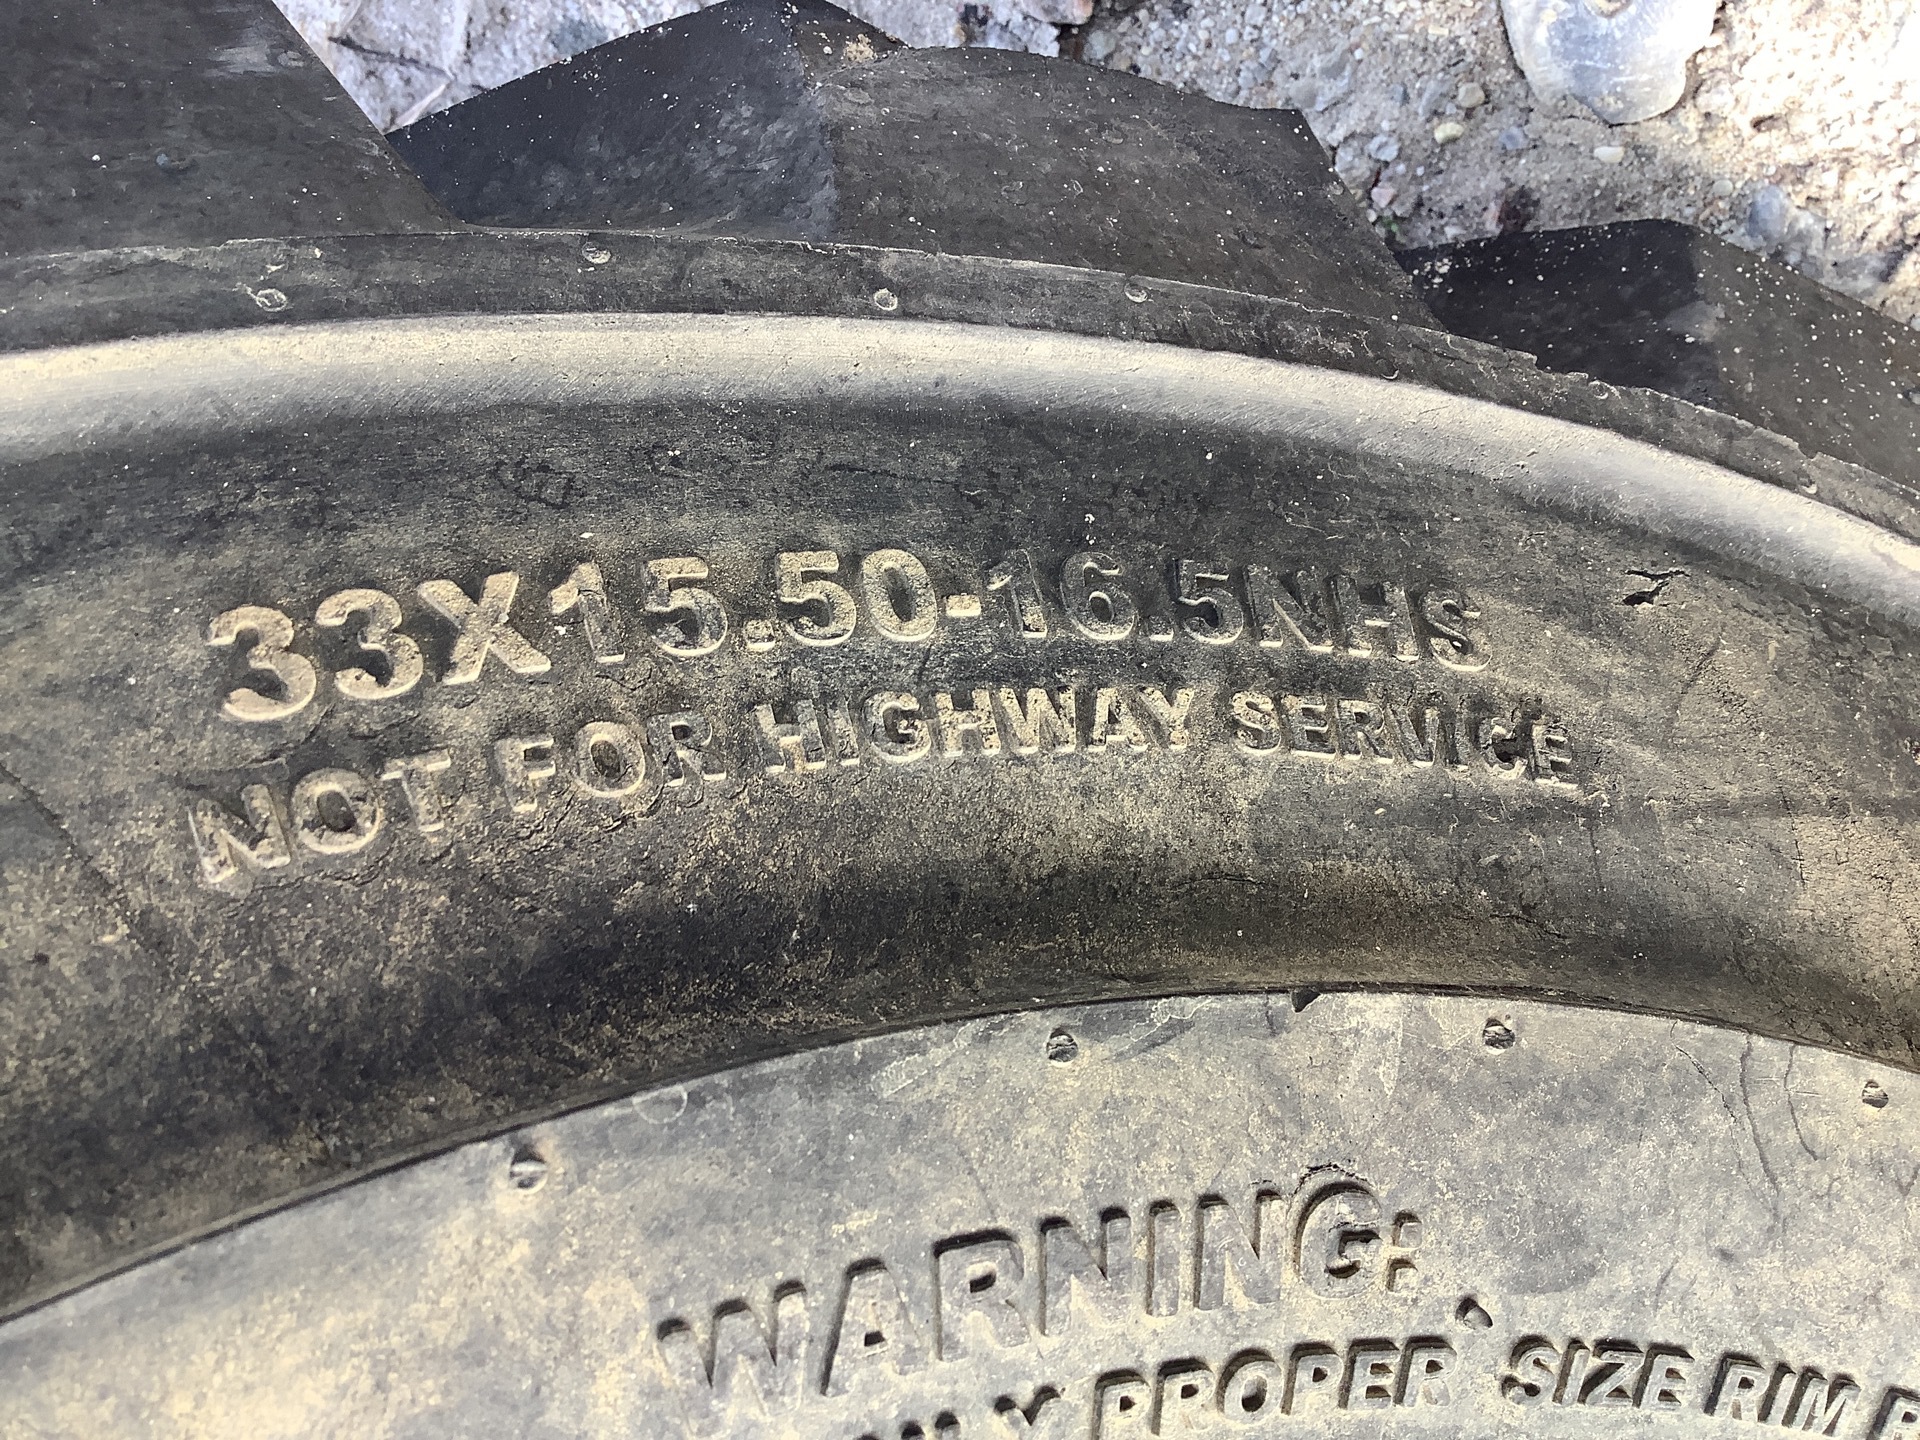 33X15.50-16.5NHS
NOT FOR HIGHWAY SERVICE
WARNING:
PROPER SIZE RIM